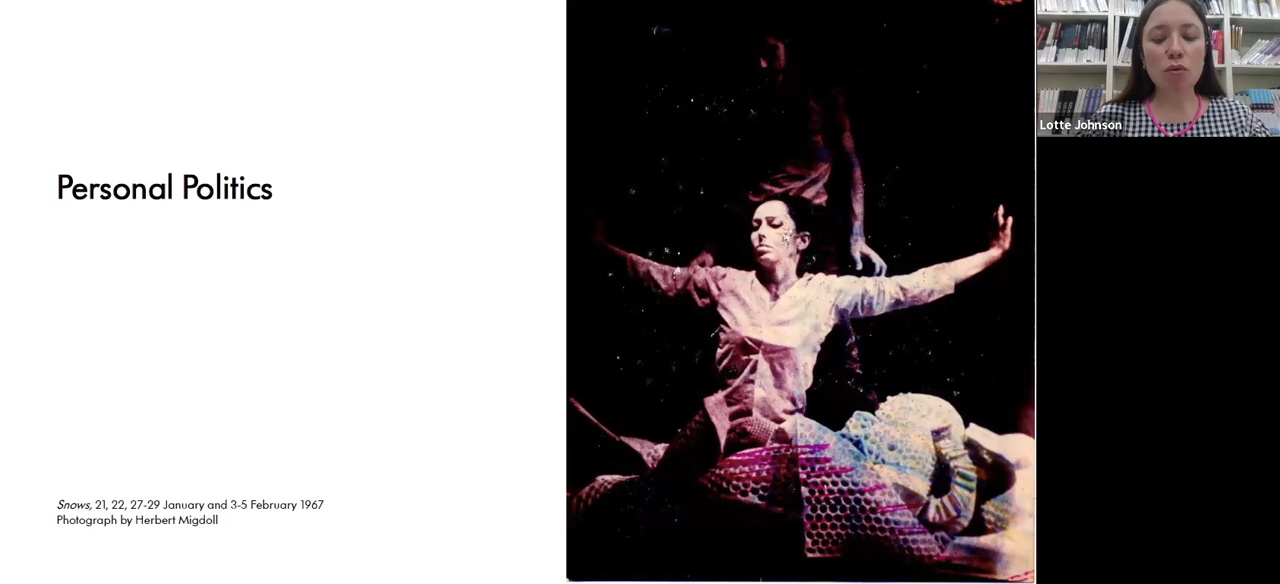 Personal Politics
Snows, 21, 22, 27-29 January and 3-5 February 1967
Photograph by Herbert Migdoll
Lotte Johnson